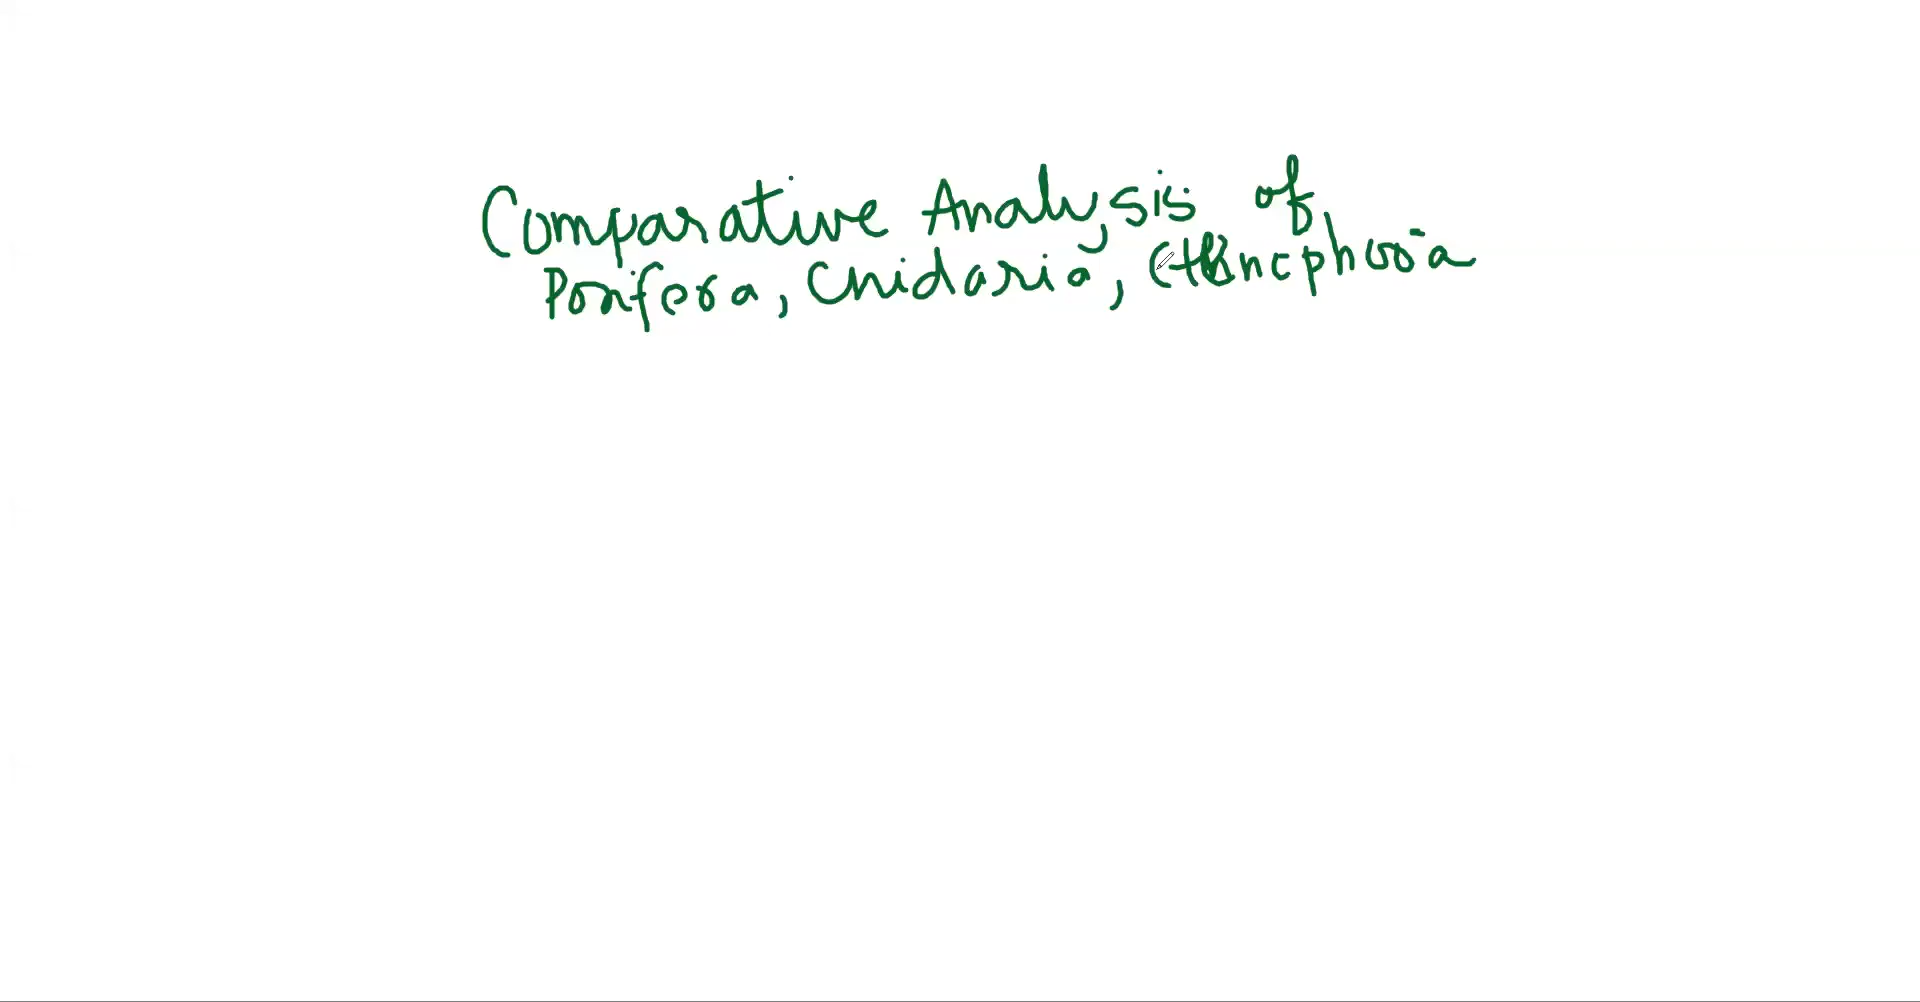 Comparative Analysis of
Porifera, Cnidaria,